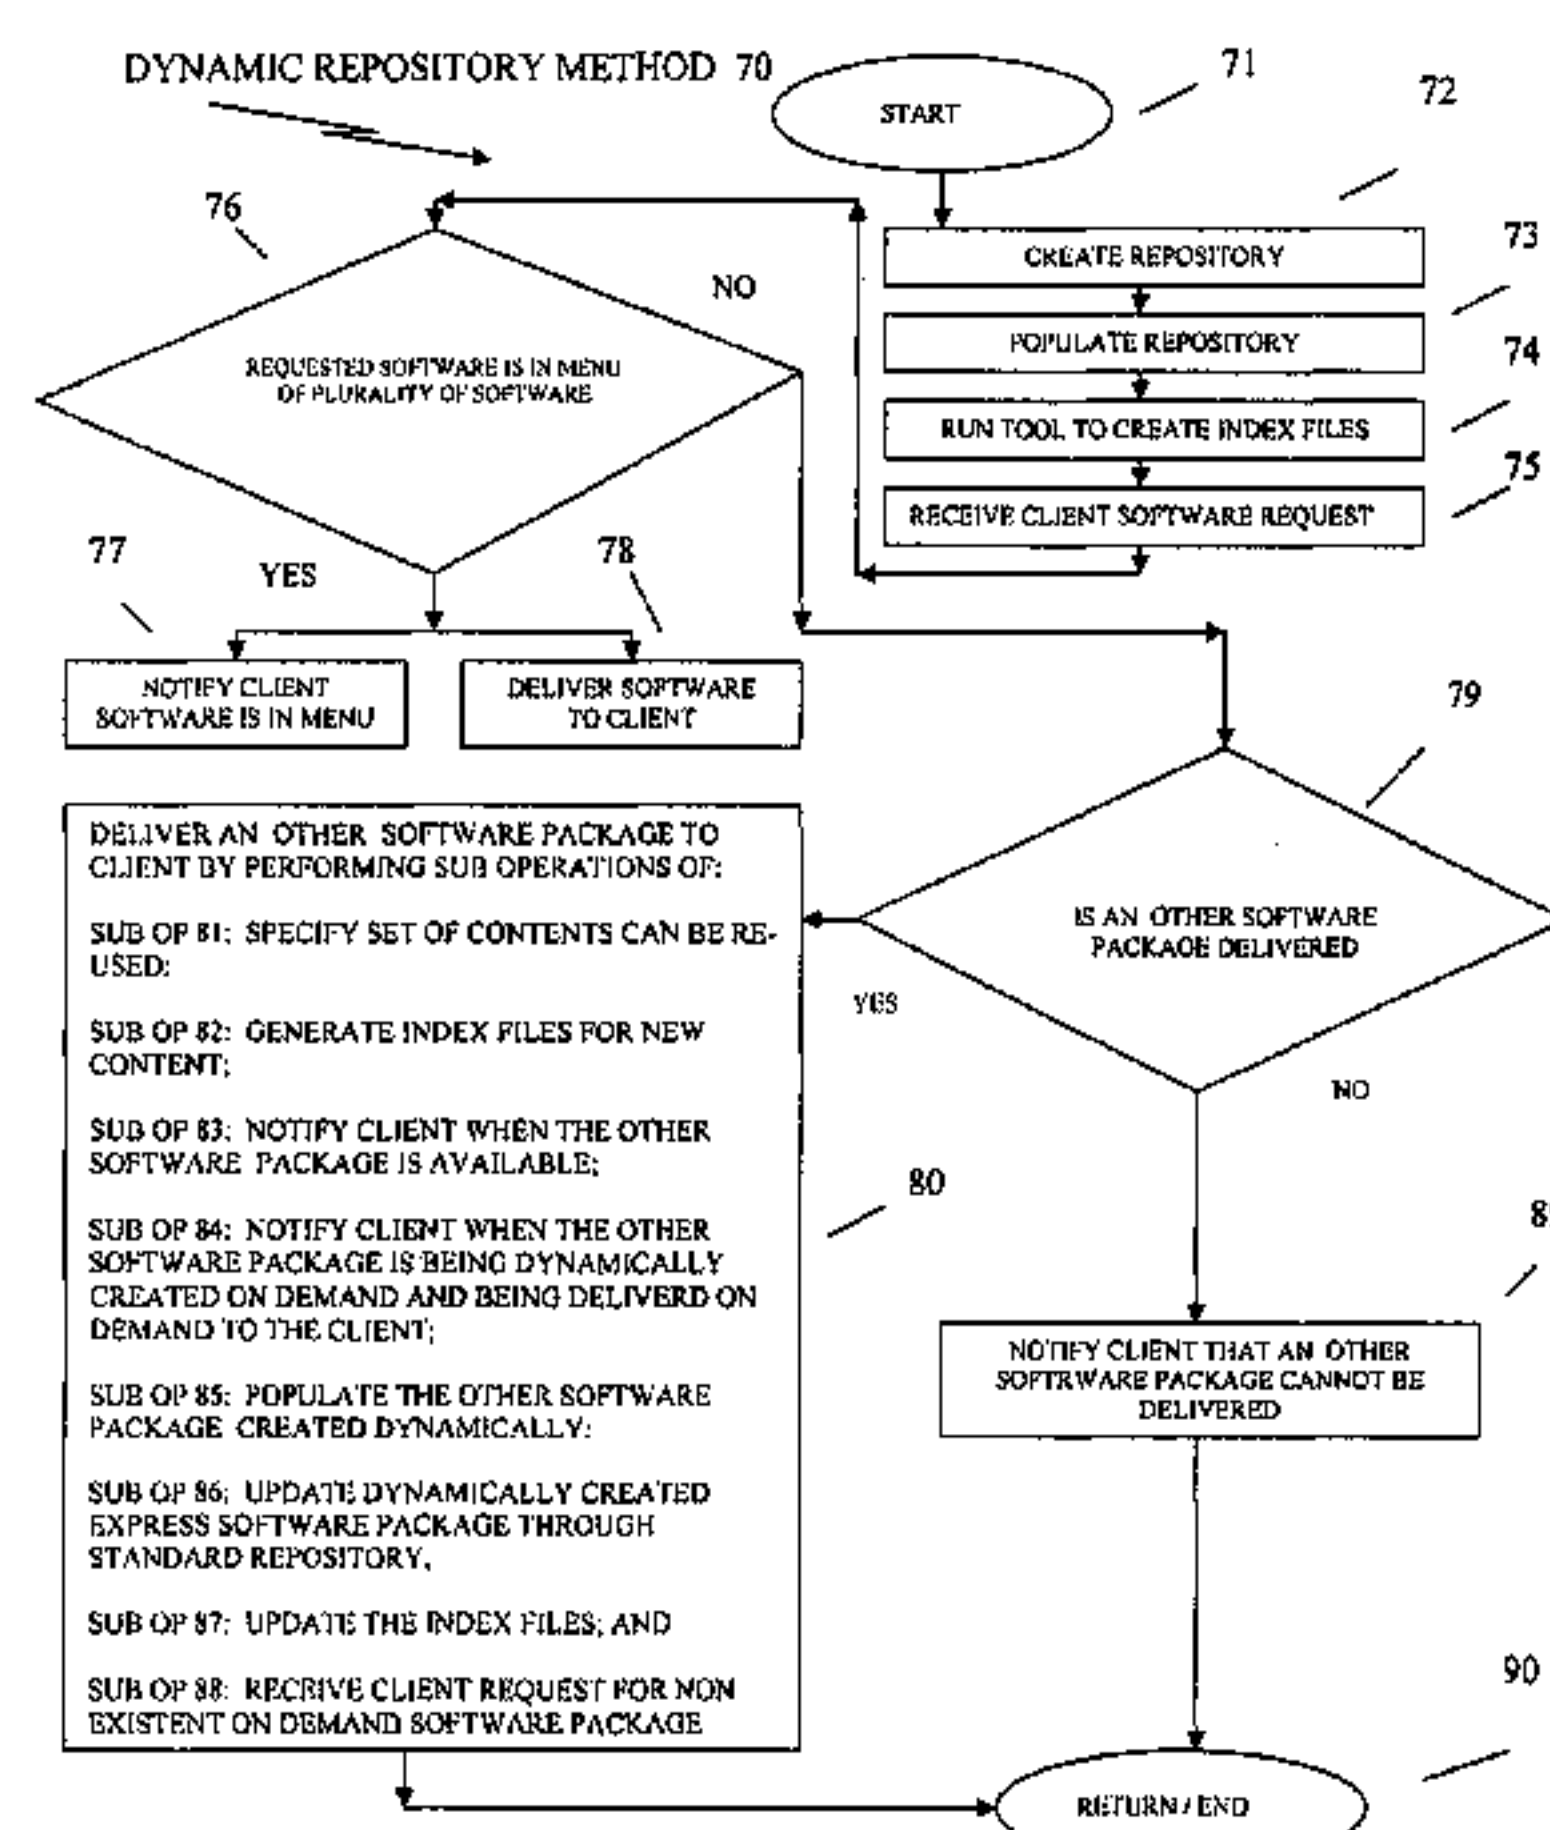 DYNAMIC REPOSITORY METHOD 70
START
71
72
CREATE REPOSITORY
73
POPULATE REPOSITORY
74
RUN TOOL TO CREATE INDEX FILES
75
RECEIVE CLIENT SOFTWARE REQUEST
76
NO
REQUESTED SOFTWARE IS IN MENU
OF PLURALITY OF SOFTWARE
77
YES
78
NOTIFY CLIENT
SOFTWARE IS IN MENU
DELIVER SOFTWARE
TO CLIENT
79
IS AN OTHER SOFTWARE
PACKAGE DELIVERED
YES
NO
DELIVER AN OTHER SOFTWARE PACKAGE TO
CLIENT BY PERFORMING SUB OPERATIONS OF:
SUB OP 81: SPECIFY SET OF CONTENTS CAN BE RE-
USED;
SUB OP 82: GENERATE INDEX FILES FOR NEW
CONTENT;
SUB OP 83: NOTIFY CLIENT WHEN THE OTHER
SOFTWARE PACKAGE IS AVAILABLE;
SUB OP 84: NOTIFY CLIENT WHEN THE OTHER
SOFTWARE PACKAGE IS BEING DYNAMICALLY
CREATED ON DEMAND AND BEING DELIVERD ON
DEMAND TO THE CLIENT;
SUB OP 85: POPULATE THE OTHER SOFTWARE
PACKAGE CREATED DYNAMICALLY;
SUB OP 86: UPDATE DYNAMICALLY CREATED
EXPRESS SOFTWARE PACKAGE THROUGH
STANDARD REPOSITORY,
SUB OP 87: UPDATE THE INDEX FILES; AND
SUB OP 88: RECEIVE CLIENT REQUEST FOR NON
EXISTENT ON DEMAND SOFTWARE PACKAGE
80
NOTIFY CLIENT THAT AN OTHER
SOFTRWARE PACKAGE CANNOT BE
DELIVERED
90
RETURN / END